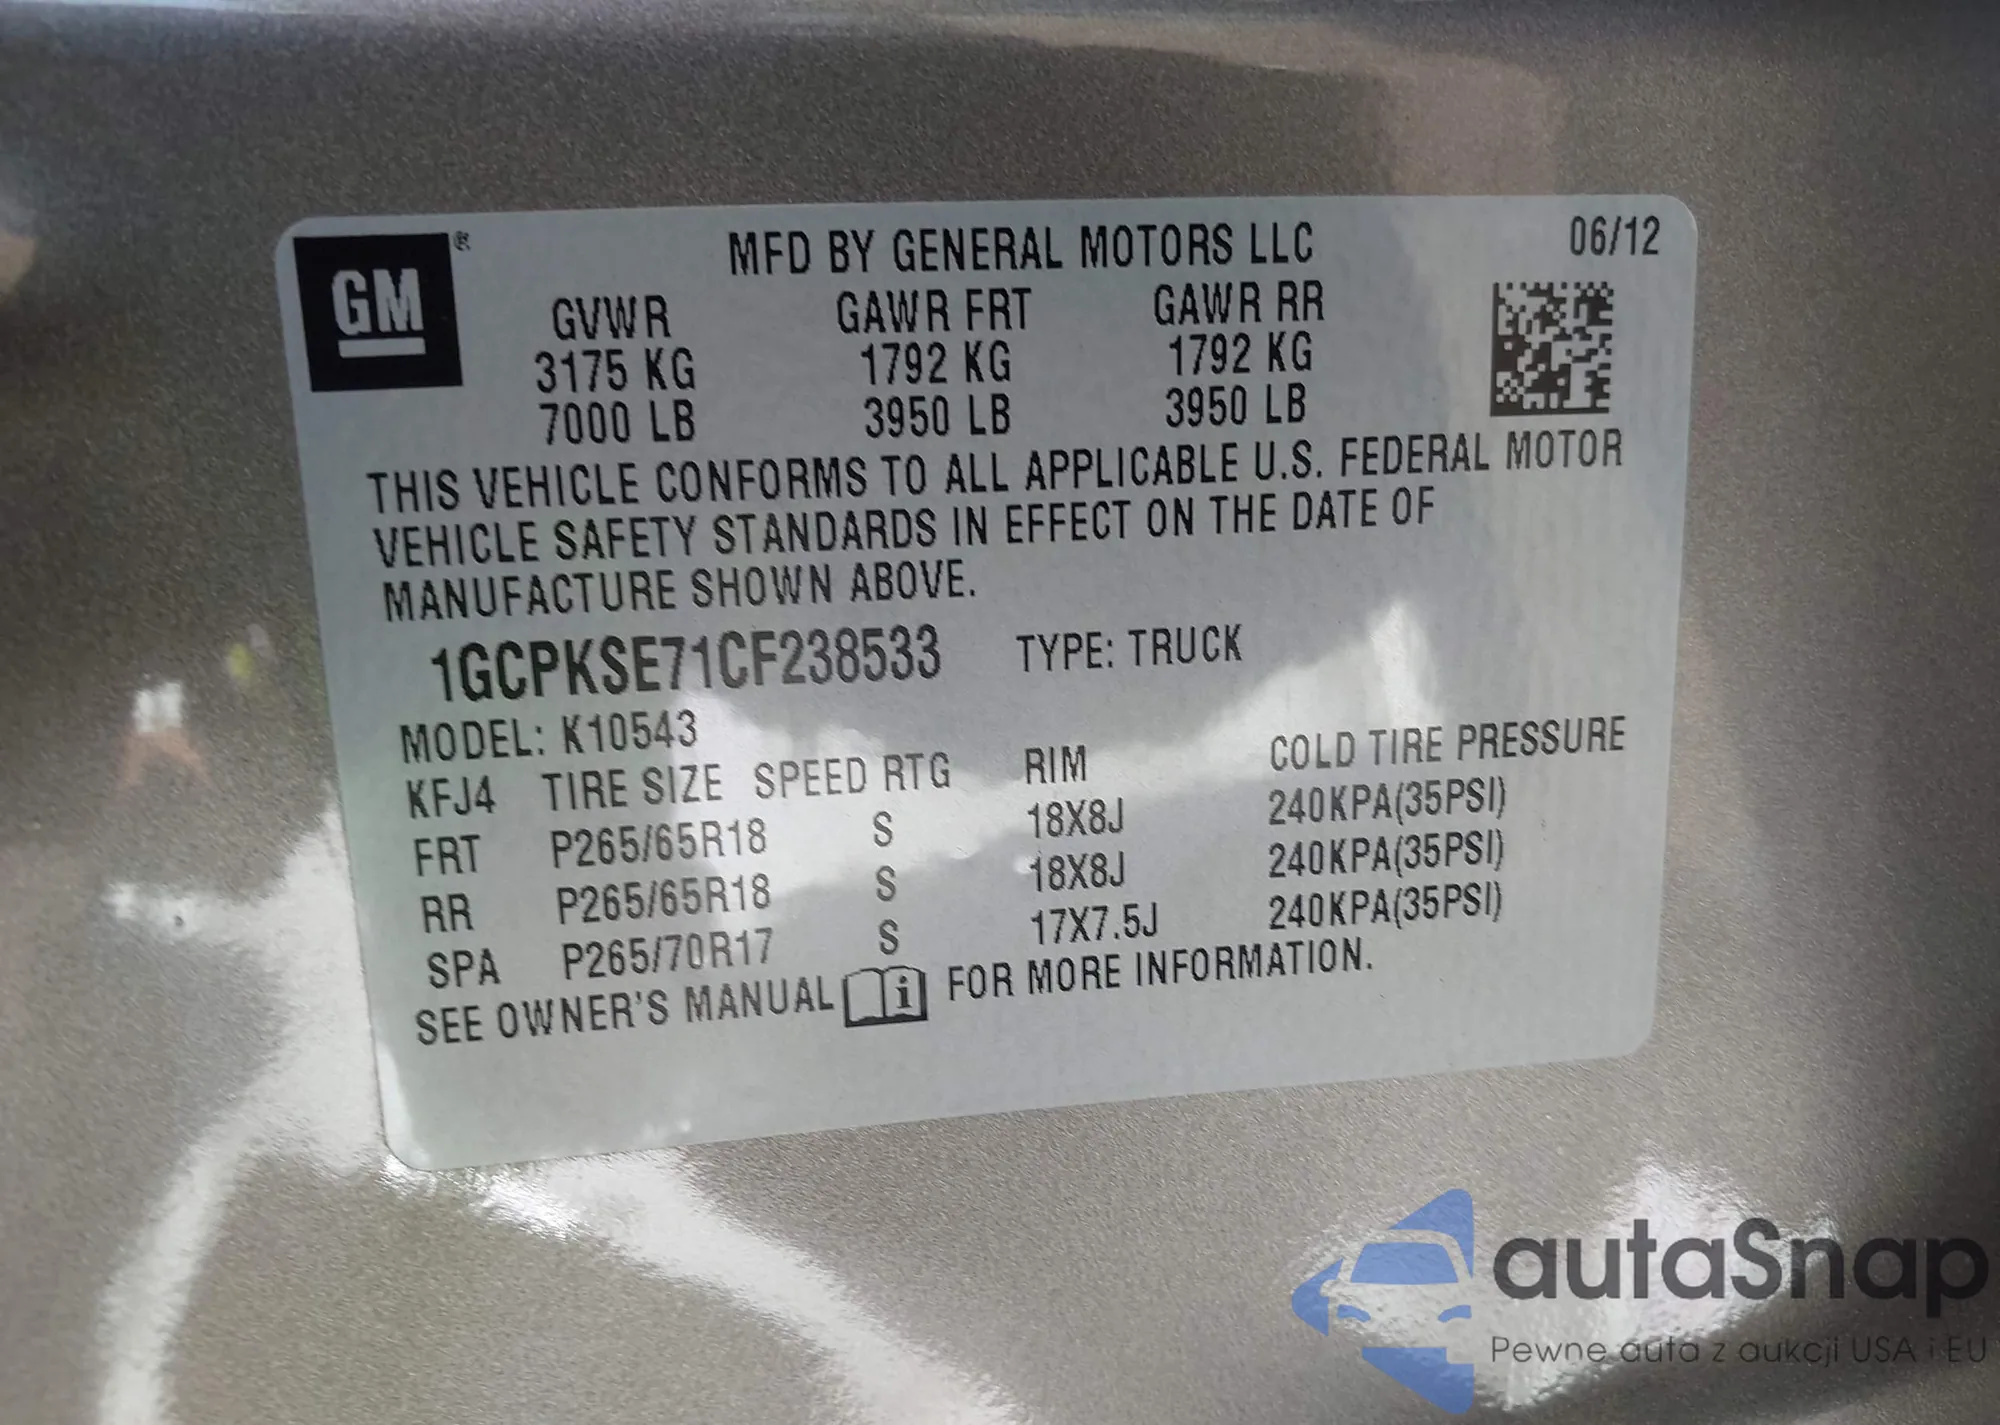 GM ®
MFD BY GENERAL MOTORS LLC 06/12
GVWR GAWR FRT GAWR RR
3175 KG 1792 KG 1792 KG
7000 LB 3950 LB 3950 LB
THIS VEHICLE CONFORMS TO ALL APPLICABLE U.S. FEDERAL MOTOR
VEHICLE SAFETY STANDARDS IN EFFECT ON THE DATE OF
MANUFACTURE SHOWN ABOVE.
1GCPKSE71CF238533 TYPE: TRUCK
MODEL: K10543
KFJ4 TIRE SIZE SPEED RTG RIM COLD TIRE PRESSURE
FRT P265/65R18 S 18X8J 240KPA(35PSI)
RR P265/65R18 S 18X8J 240KPA(35PSI)
SPA P265/70R17 S 17X7.5J 240KPA(35PSI)
SEE OWNER'S MANUAL i FOR MORE INFORMATION.
autaSnap
Pewne auta z aukcji USA i EU